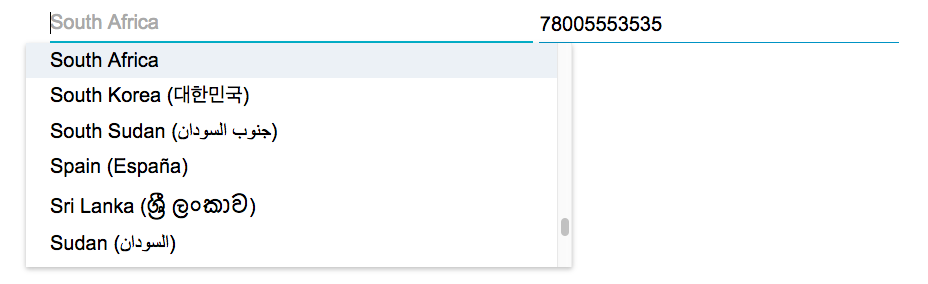 South Africa 78005553535
South Africa
South Korea (대한민국)
South Sudan (جنوب السودان)
Spain (España)
Sri Lanka (ශ්‍රී ලංකාව)
Sudan (السودان)